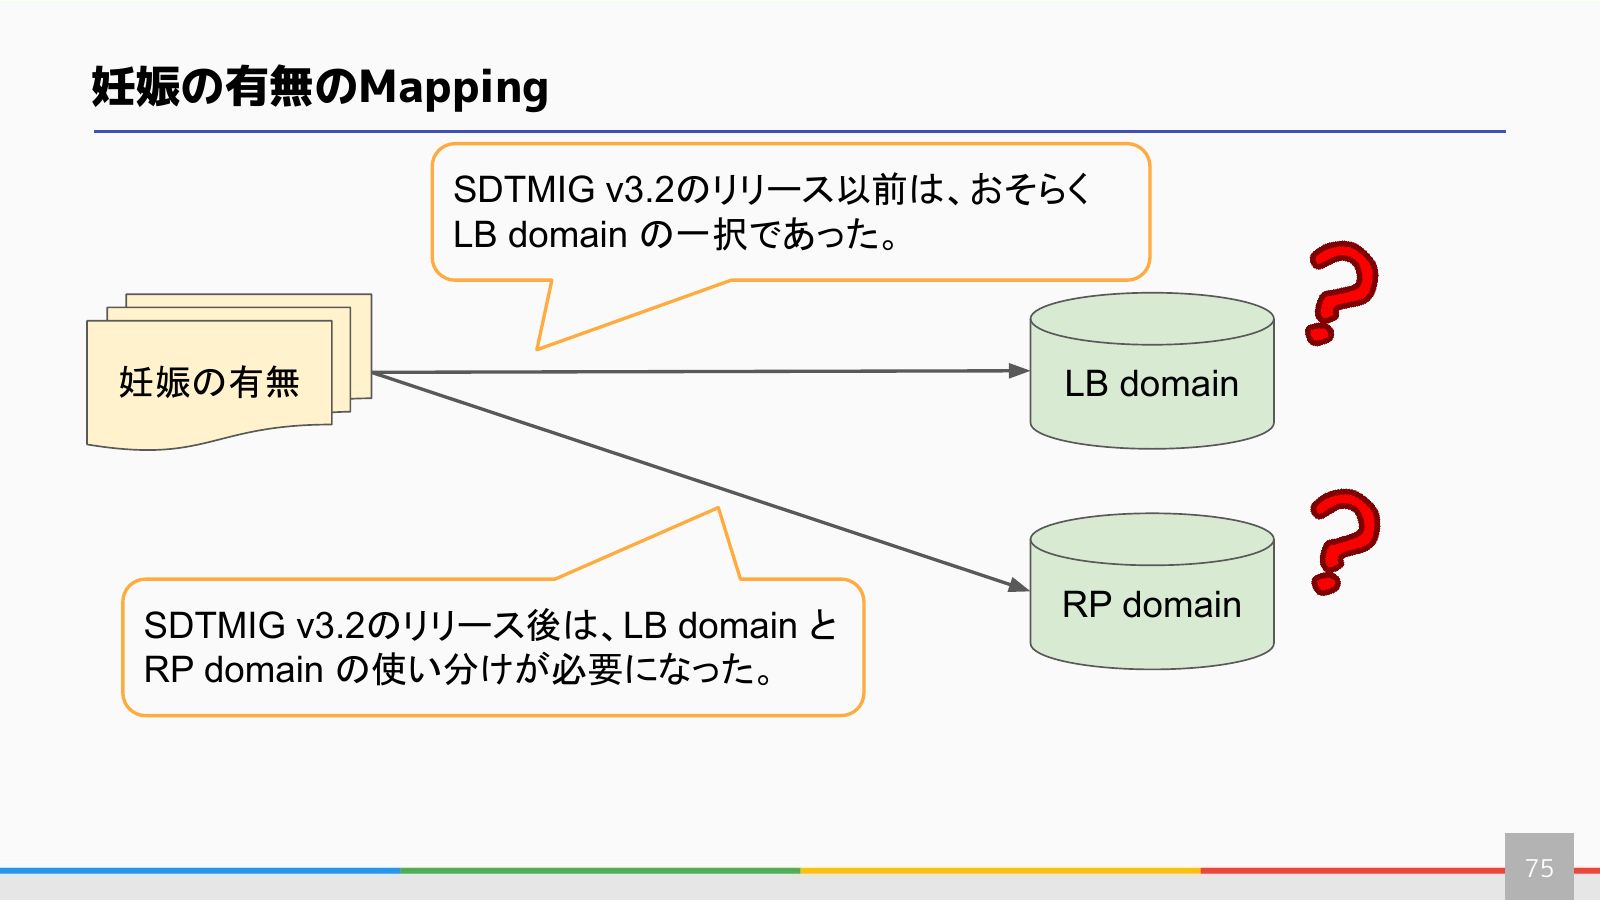 妊娠の有無のMapping
SDTMIG v3.2のリリース以前は、おそらく
LB domain の一択であった。
妊娠の有無
LB domain
RP domain
SDTMIG v3.2のリリース後は、LB domain と
RP domain の使い分けが必要になった。
75